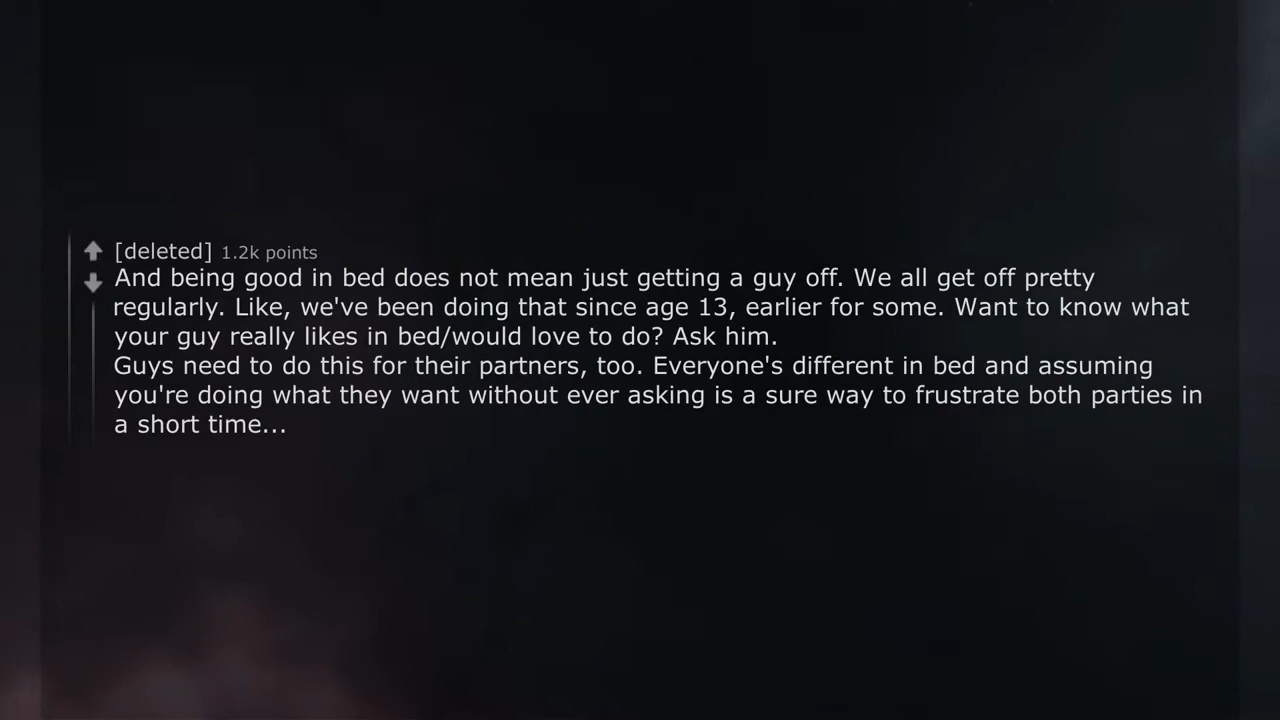 [deleted] 1.2k points
And being good in bed does not mean just getting a guy off. We all get off pretty
regularly. Like, we've been doing that since age 13, earlier for some. Want to know what
your guy really likes in bed/would love to do? Ask him.
Guys need to do this for their partners, too. Everyone's different in bed and assuming
you're doing what they want without ever asking is a sure way to frustrate both parties in
a short time...